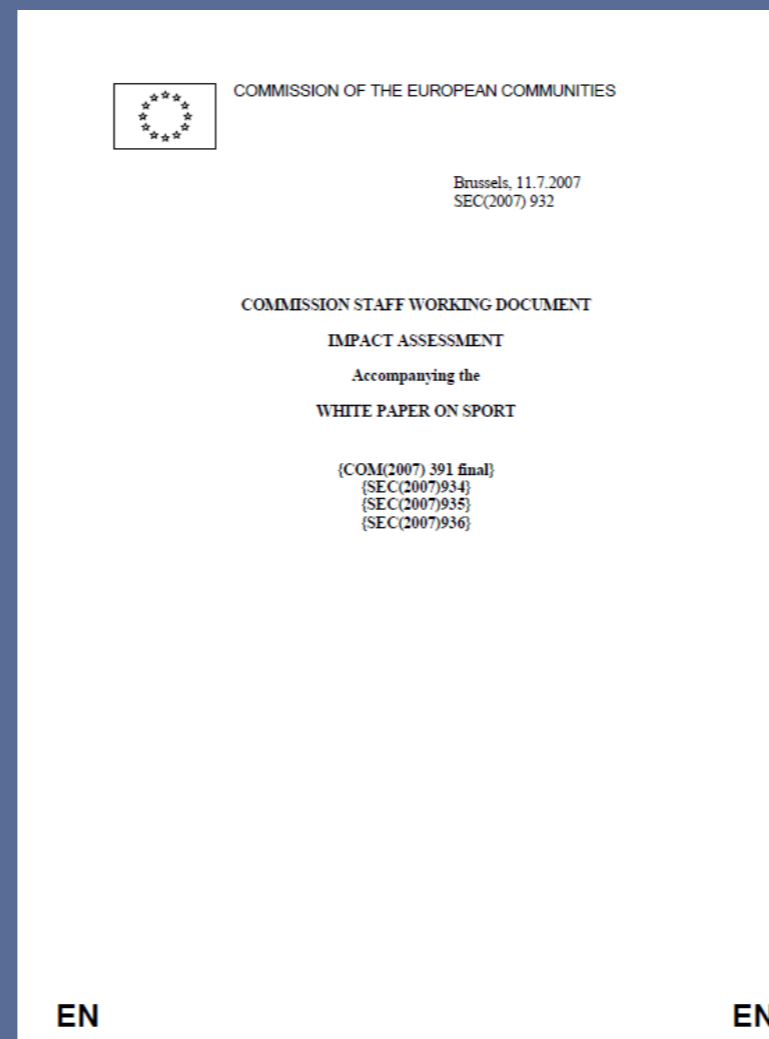 COMMISSION OF THE EUROPEAN COMMUNITIES
Brussels, 11.7.2007
SEC(2007) 932
COMMISSION STAFF WORKING DOCUMENT
IMPACT ASSESSMENT
Accompanying the
WHITE PAPER ON SPORT
{COM(2007) 391 final}
{SEC(2007)934}
{SEC(2007)935}
{SEC(2007)936}
EN EN